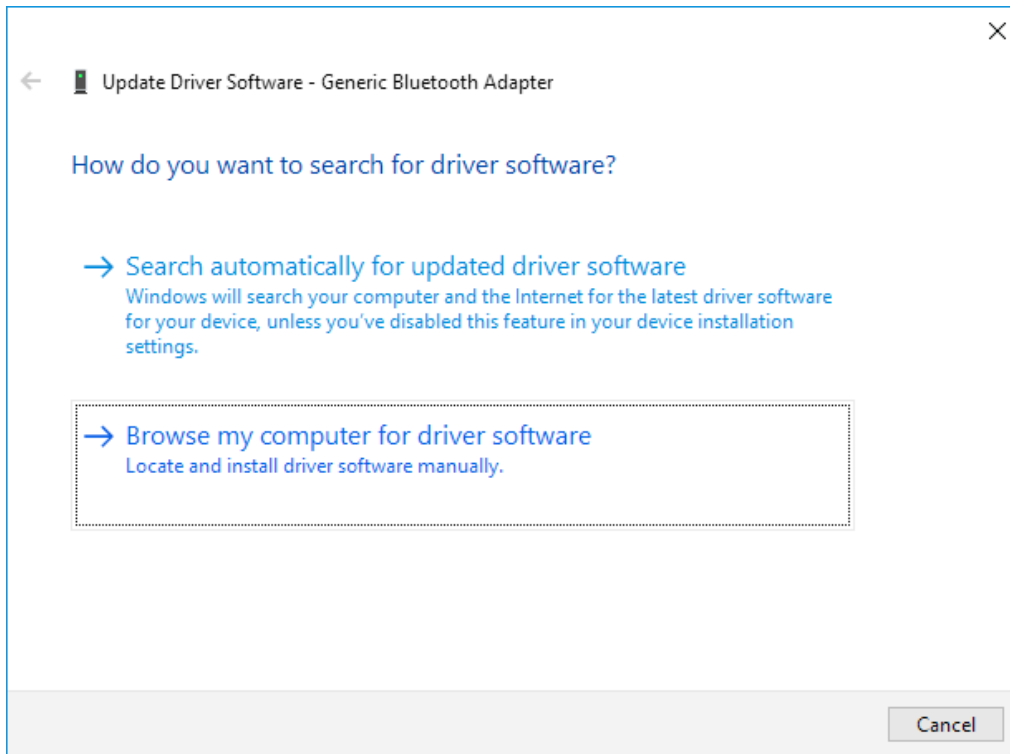 Update Driver Software - Generic Bluetooth Adapter
How do you want to search for driver software?
Search automatically for updated driver software
Windows will search your computer and the Internet for the latest driver software
for your device, unless you've disabled this feature in your device installation
settings.
Browse my computer for driver software
Locate and install driver software manually.
Cancel